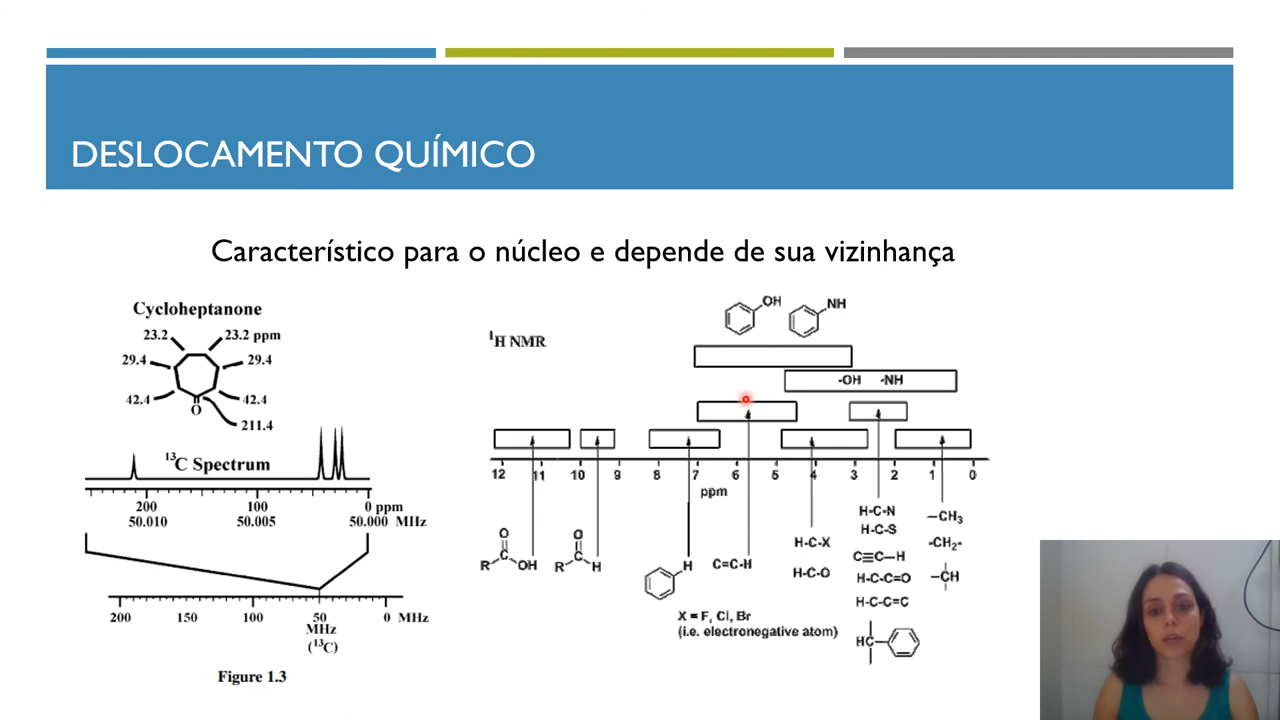 DESLOCAMENTO QUÍMICO
Característico para o núcleo e depende de sua vizinhança
Cycloheptanone
23.2
23.2 ppm
29.4
29.4
42.4
42.4
O
211.4
¹³C Spectrum
200
100
0 ppm
50.010
50.005
50.000 MHz
200
150
100
50
0 MHz
MHz
(¹³C)
Figure 1.3
¹H NMR
OH
NH
-OH
-NH
12
11
10
9
8
7
6
5
4
3
2
1
0
ppm
O
R
C
OH
O
R
C
H
H
C=C-H
H-C-X
H-C-O
H-C-N
H-C-S
C≡C-H
H-C-C=O
H-C-C=C
HC
-CH₃
-CH₂-
-CH
X = F, Cl, Br
(i.e. electronegative atom)